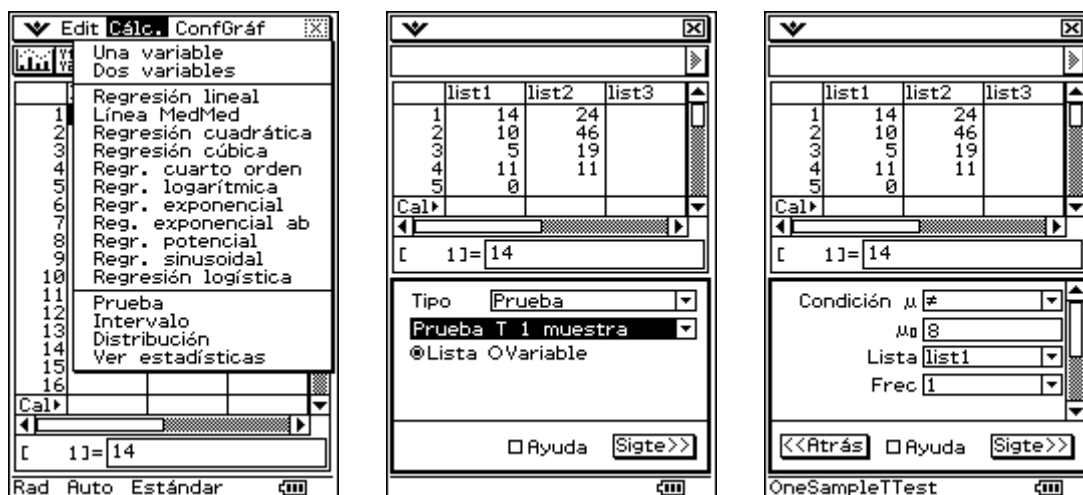 Edit Cálc. ConfGráf
Una variable
Dos variables
Regresión lineal
Línea MedMed
Regresión cuadrática
Regresión cúbica
Regr. cuarto orden
Regr. logarítmica
Regr. exponencial
Reg. exponencial ab
Regr. potencial
Regr. sinusoidal
Regresión logística
Prueba
Intervalo
Distribución
Ver estadísticas
1
2
3
4
5
6
7
8
9
10
11
12
13
14
15
16
Cal▸
[ 1]= 14
Rad Auto Estándar
list1 list2 list3
1 14 24
2 10 46
3 5 19
4 11 11
5 0
Cal▸
[ 1]= 14
Tipo Prueba
Prueba T 1 muestra
Lista Variable
Ayuda Sigte>>
list1 list2 list3
1 14 24
2 10 46
3 5 19
4 11 11
5 0
Cal▸
[ 1]= 14
Condición μ ≠
μ₀ 8
Lista list1
Frec 1
<<Atrás Ayuda Sigte>>
OneSampleTTest